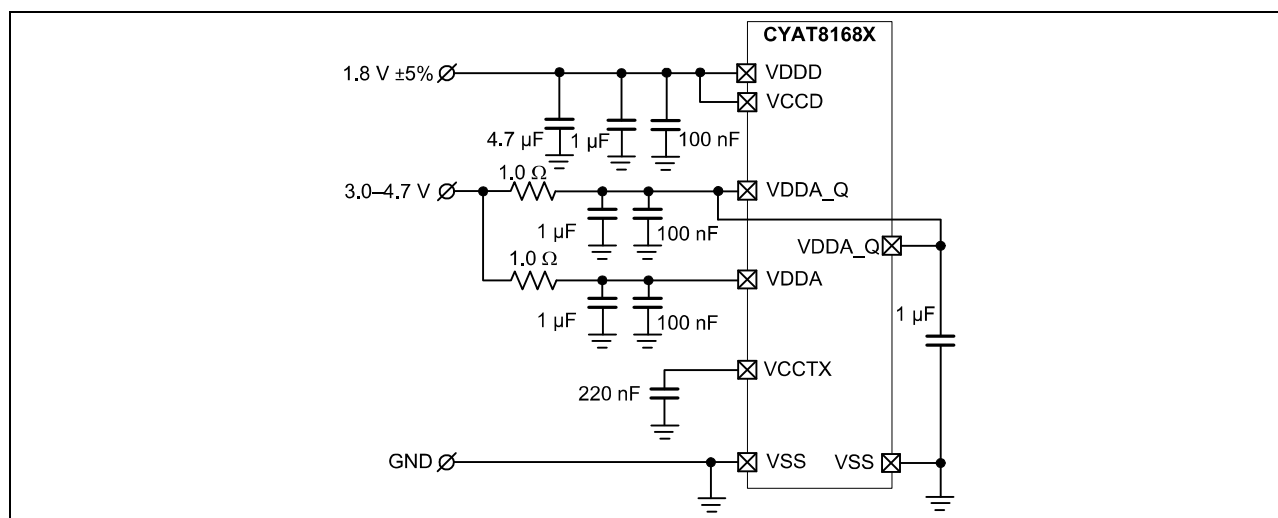 CYAT8168X
1.8 V ±5%
VDDD
VCCD
4.7 µF
1 µF
100 nF
1.0 Ω
3.0–4.7 V
VDDA_Q
1 µF
100 nF
VDDA_Q
1.0 Ω
VDDA
1 µF
1 µF
100 nF
VCCTX
220 nF
GND
VSS
VSS